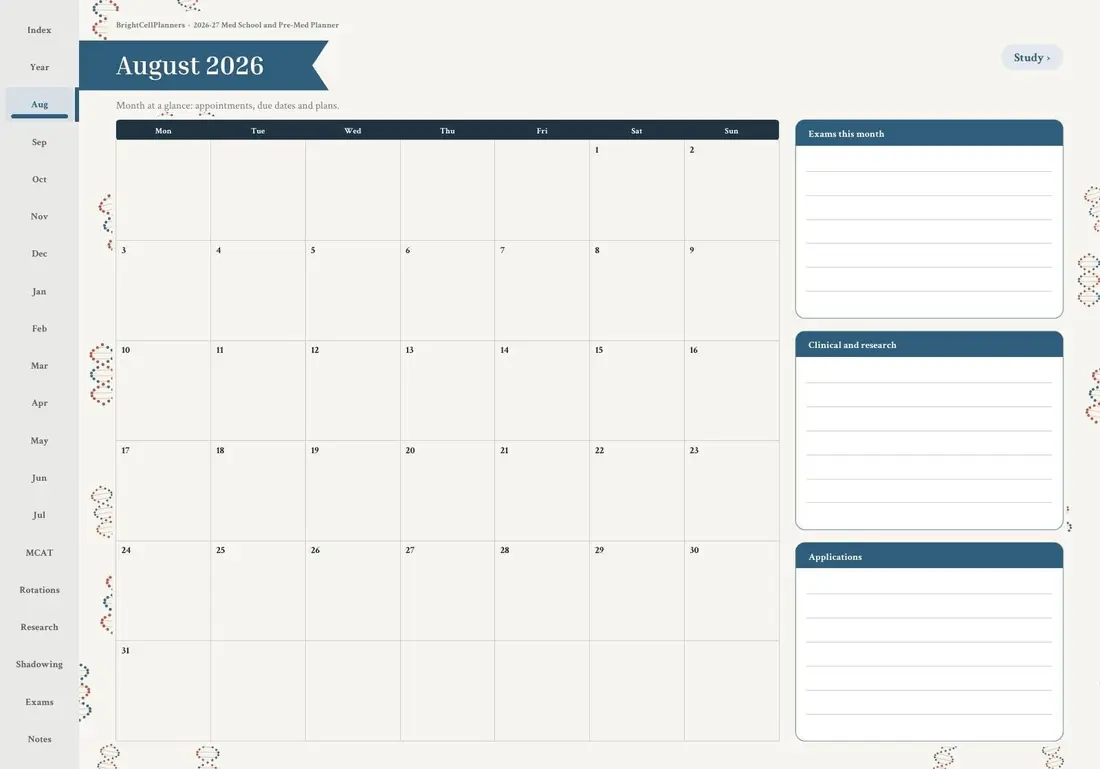 Index
Year
Aug
Sep
Oct
Nov
Dec
Jan
Feb
Mar
Apr
May
Jun
Jul
MCAT
Rotations
Research
Shadowing
Exams
Notes
BrightCellPlanners · 2026-27 Med School and Pre-Med Planner
August 2026
Study ›
Month at a glance: appointments, due dates and plans.
Mon Tue Wed Thu Fri Sat Sun
1 2
3 4 5 6 7 8 9
10 11 12 13 14 15 16
17 18 19 20 21 22 23
24 25 26 27 28 29 30
31
Exams this month
Clinical and research
Applications